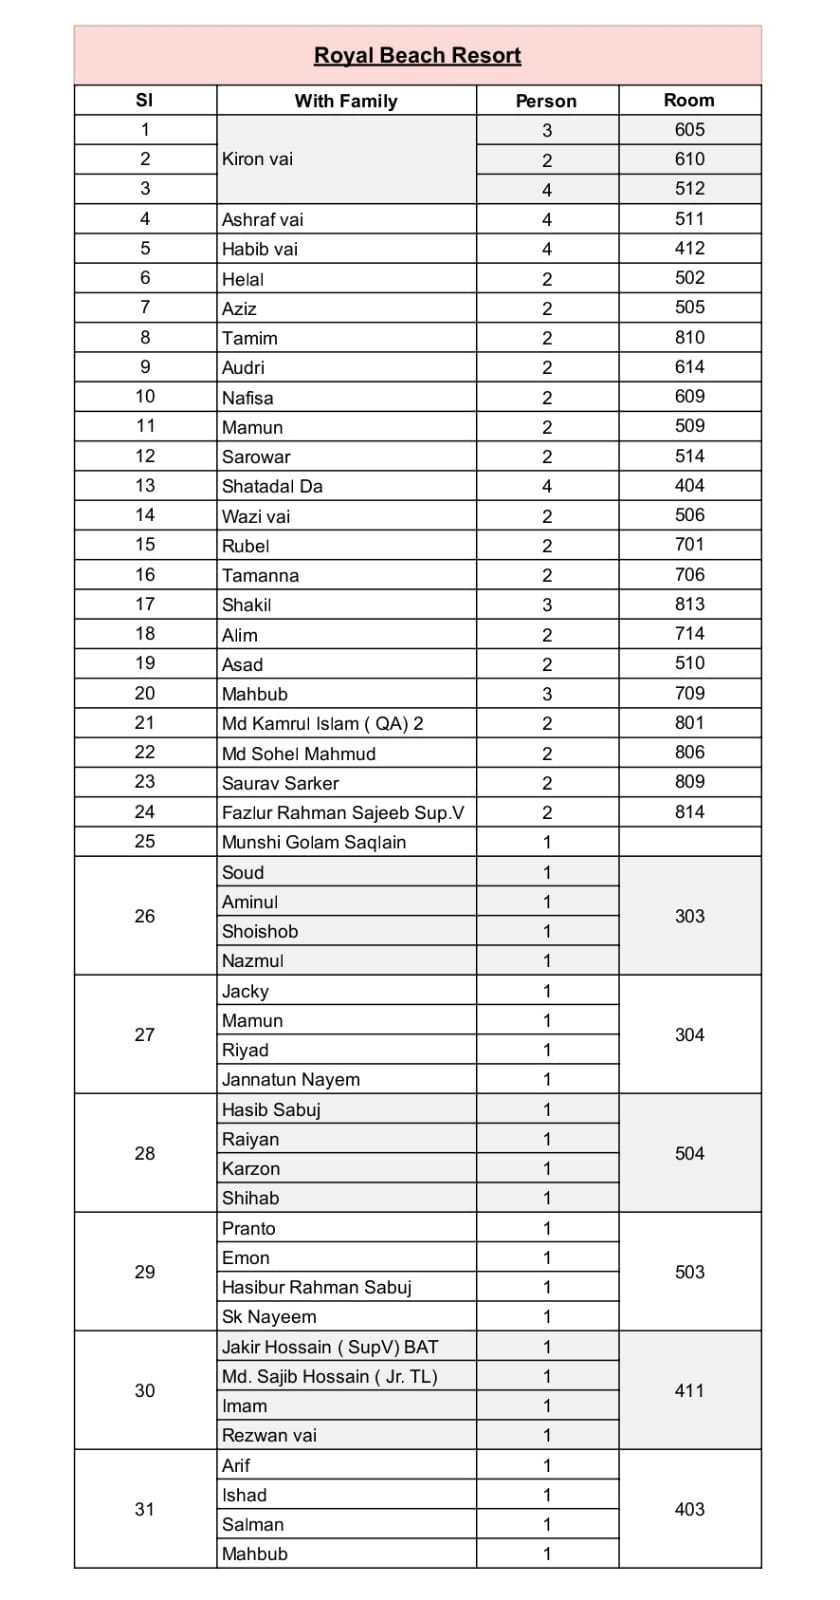 Royal Beach Resort
Sl With Family Person Room
1 3 605
2 Kiron vai 2 610
3 4 512
4 Ashraf vai 4 511
5 Habib vai 4 412
6 Helal 2 502
7 Aziz 2 505
8 Tamim 2 810
9 Audri 2 614
10 Nafisa 2 609
11 Mamun 2 509
12 Sarowar 2 514
13 Shatadal Da 4 404
14 Wazi vai 2 506
15 Rubel 2 701
16 Tamanna 2 706
17 Shakil 3 813
18 Alim 2 714
19 Asad 2 510
20 Mahbub 3 709
21 Md Kamrul Islam ( QA) 2 2 801
22 Md Sohel Mahmud 2 806
23 Saurav Sarker 2 809
24 Fazlur Rahman Sajeeb Sup.V 2 814
25 Munshi Golam Saqlain 1
26 Soud 1 303
Aminul 1
Shoishob 1
Nazmul 1
27 Jacky 1 304
Mamun 1
Riyad 1
Jannatun Nayem 1
28 Hasib Sabuj 1 504
Raiyan 1
Karzon 1
Shihab 1
29 Pranto 1 503
Emon 1
Hasibur Rahman Sabuj 1
Sk Nayeem 1
30 Jakir Hossain ( SupV) BAT 1 411
Md. Sajib Hossain ( Jr. TL) 1
Imam 1
Rezwan vai 1
31 Arif 1 403
Ishad 1
Salman 1
Mahbub 1